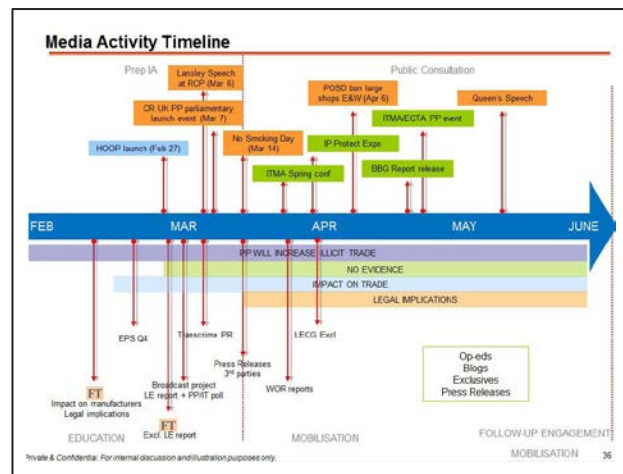 Media Activity Timeline
Prep IA
Public Consultation
Lansley Speech
at RCP (Mar 6)
CR UK PP parliamentary
launch event (Mar 7)
HOOP launch (Feb 27)
No Smoking Day
(Mar 14)
ITMA Spring conf
POSD ban large
shops E&W (Apr 6)
IP Protect Expo
ITMA/ECTA PP event
BBG Report release
Queen's Speech
FEB
MAR
APR
MAY
JUNE
PP WILL INCREASE ILLICIT TRADE
NO EVIDENCE
IMPACT ON TRADE
LEGAL IMPLICATIONS
EPS Q4
Transcrime PR
LECG Excl
Press Releases
3rd parties
WOR reports
Broadcast project
LE report + PP/IT poll
FT
Impact on manufacturers
Legal implications
FT
Excl. LE report
Op-eds
Blogs
Exclusives
Press Releases
EDUCATION
MOBILISATION
FOLLOW-UP ENGAGEMENT
MOBILISATION
Private & Confidential. For internal discussion and illustration purposes only.
36